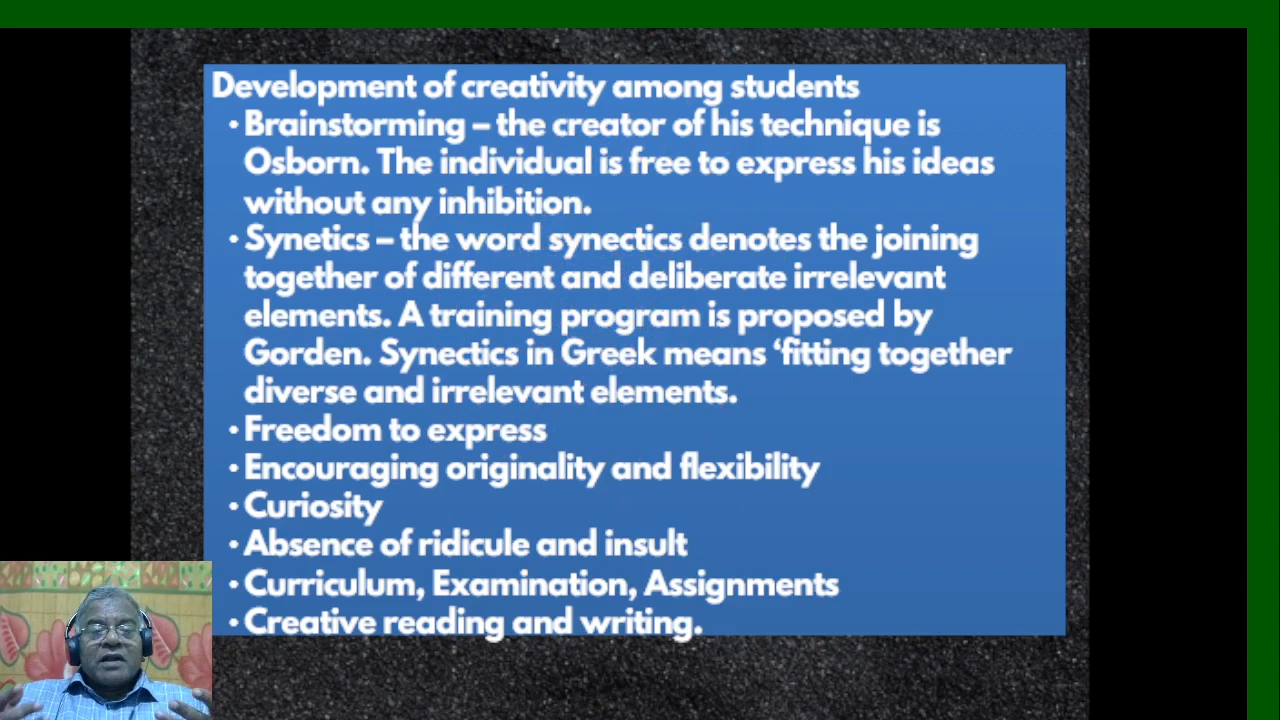 Development of creativity among students
• Brainstorming – the creator of his technique is
Osborn. The individual is free to express his ideas
without any inhibition.
• Synetics – the word synectics denotes the joining
together of different and deliberate irrelevant
elements. A training program is proposed by
Gorden. Synectics in Greek means ‘fitting together
diverse and irrelevant elements.
• Freedom to express
• Encouraging originality and flexibility
• Curiosity
• Absence of ridicule and insult
• Curriculum, Examination, Assignments
• Creative reading and writing.